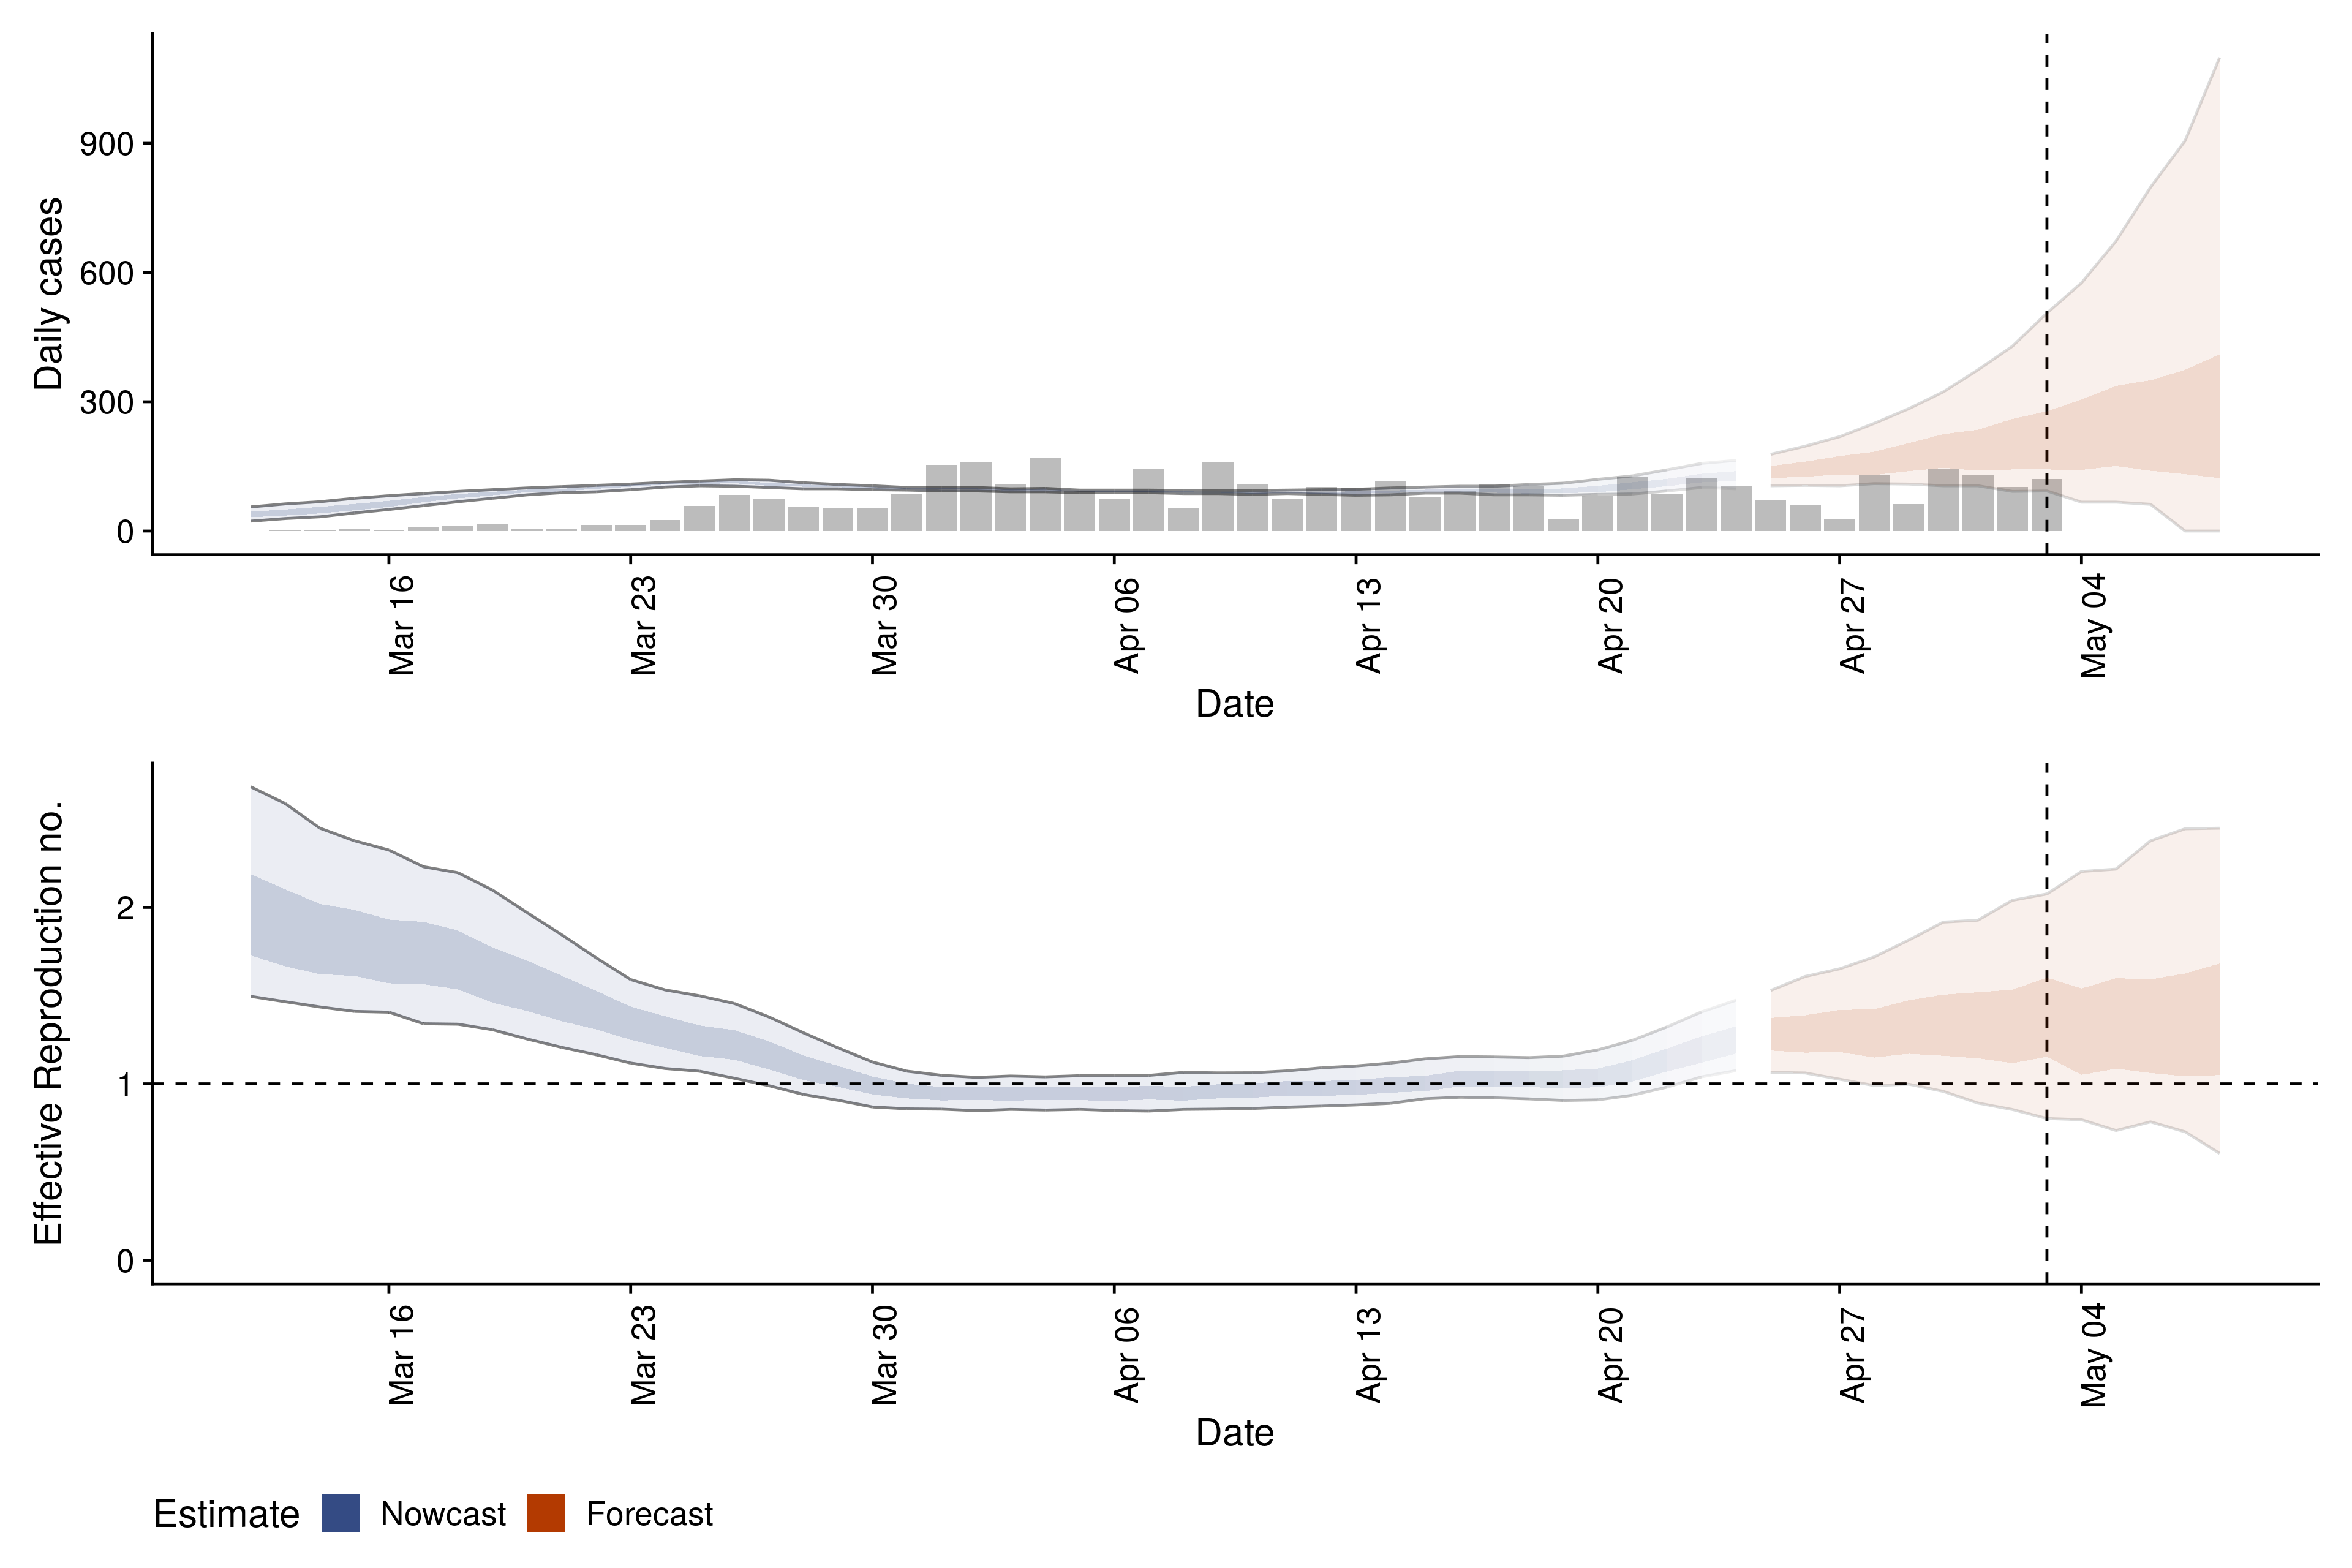 Daily cases
900
600
300
0
Mar 16
Mar 23
Mar 30
Apr 06
Apr 13
Apr 20
Apr 27
May 04
Date
Effective Reproduction no.
2
1
0
Mar 16
Mar 23
Mar 30
Apr 06
Apr 13
Apr 20
Apr 27
May 04
Date
Estimate Nowcast Forecast